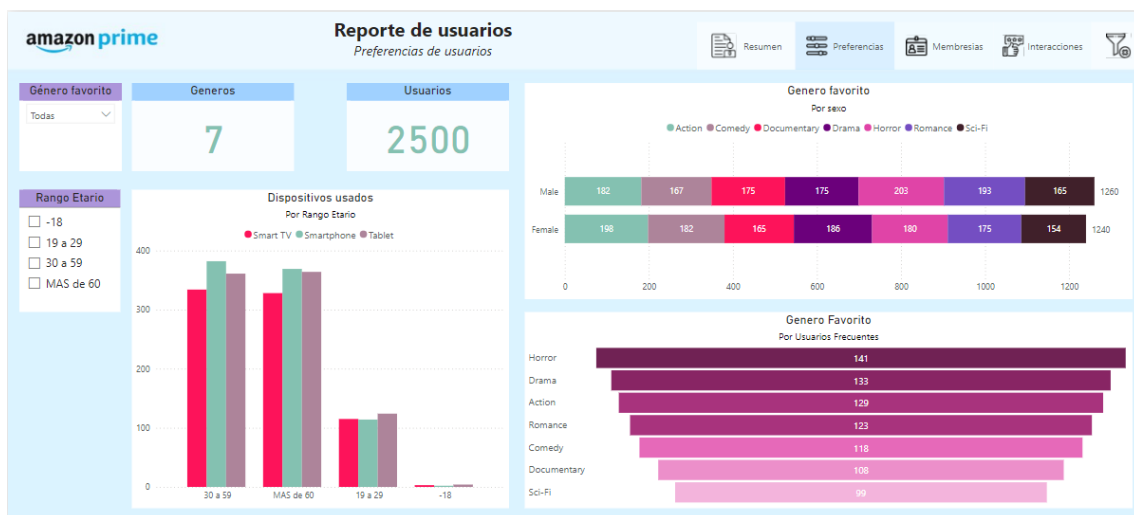 amazon prime
Reporte de usuarios
Preferencias de usuarios
Resumen
Preferencias
Membresias
Interacciones
Género favorito
Todas
Generos
7
Usuarios
2500
Rango Etario
-18
19 a 29
30 a 59
MAS de 60
Dispositivos usados
Por Rango Etario
Smart TV Smartphone Tablet
400
300
200
100
0
30 a 59 MAS de 60 19 a 29 -18
Genero favorito
Por sexo
Action Comedy Documentary Drama Horror Romance Sci-Fi
Male 182 167 175 175 203 193 165 1260
Female 198 182 165 186 180 175 154 1240
0 200 400 600 800 1000 1200
Genero Favorito
Por Usuarios Frecuentes
Horror 141
Drama 133
Action 129
Romance 123
Comedy 118
Documentary 108
Sci-Fi 99